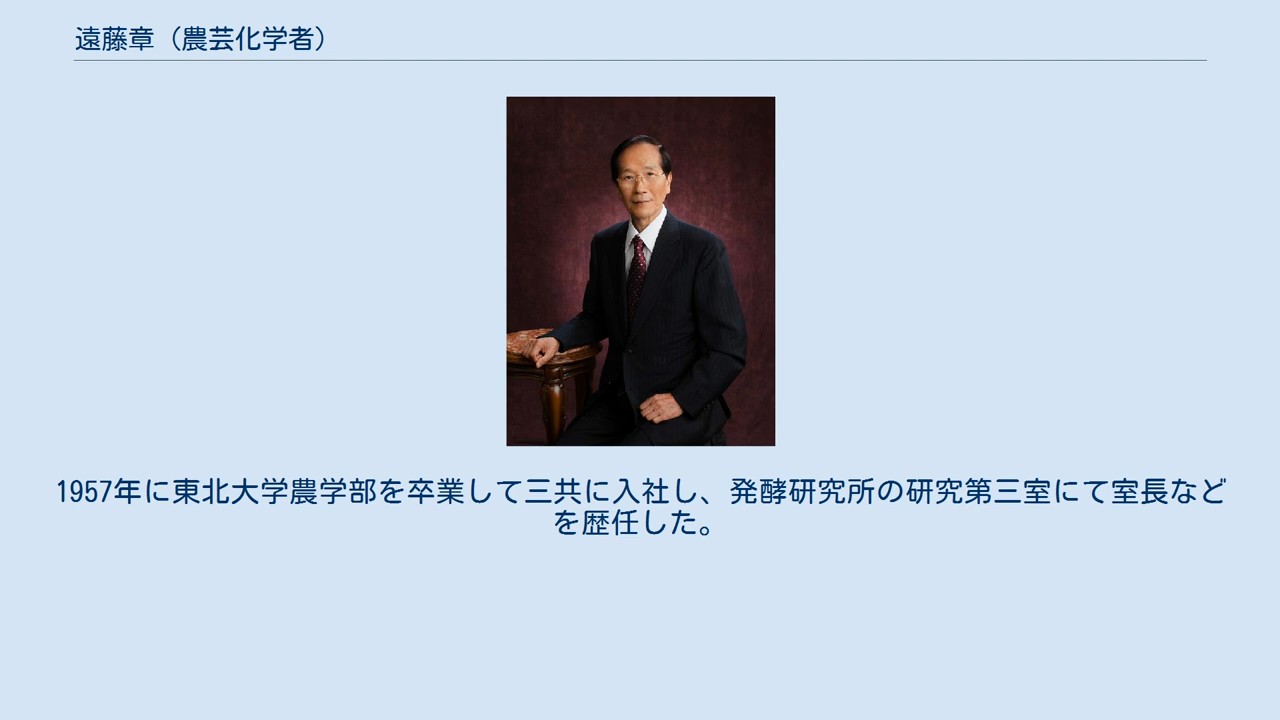 遠藤章（農芸化学者）
1957年に東北大学農学部を卒業して三共に入社し、発酵研究所の研究第三室にて室長など
を歴任した。